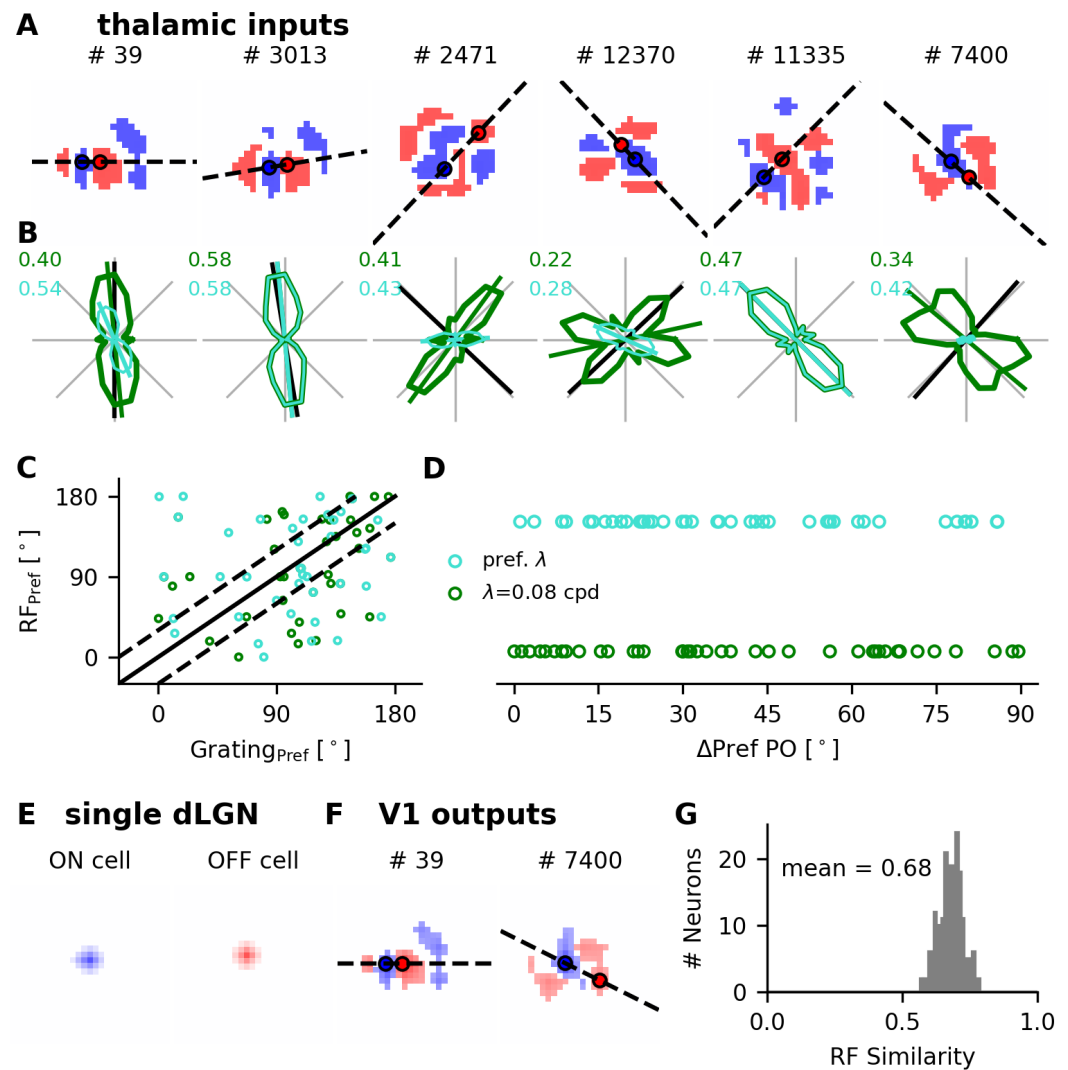 A thalamic inputs
# 39 # 3013 # 2471 # 12370 # 11335 # 7400
B
0.40 0.58 0.41 0.22 0.47 0.34
0.54 0.58 0.43 0.28 0.47 0.42
C D
180
90
0
RF_Pref [°]
0 90 180
Grating_Pref [°]
pref. λ
λ=0.08 cpd
0 15 30 45 60 75 90
ΔPref PO [°]
E single dLGN F V1 outputs G
ON cell OFF cell # 39 # 7400
# Neurons
20
10
0
mean = 0.68
0.0 0.5 1.0
RF Similarity